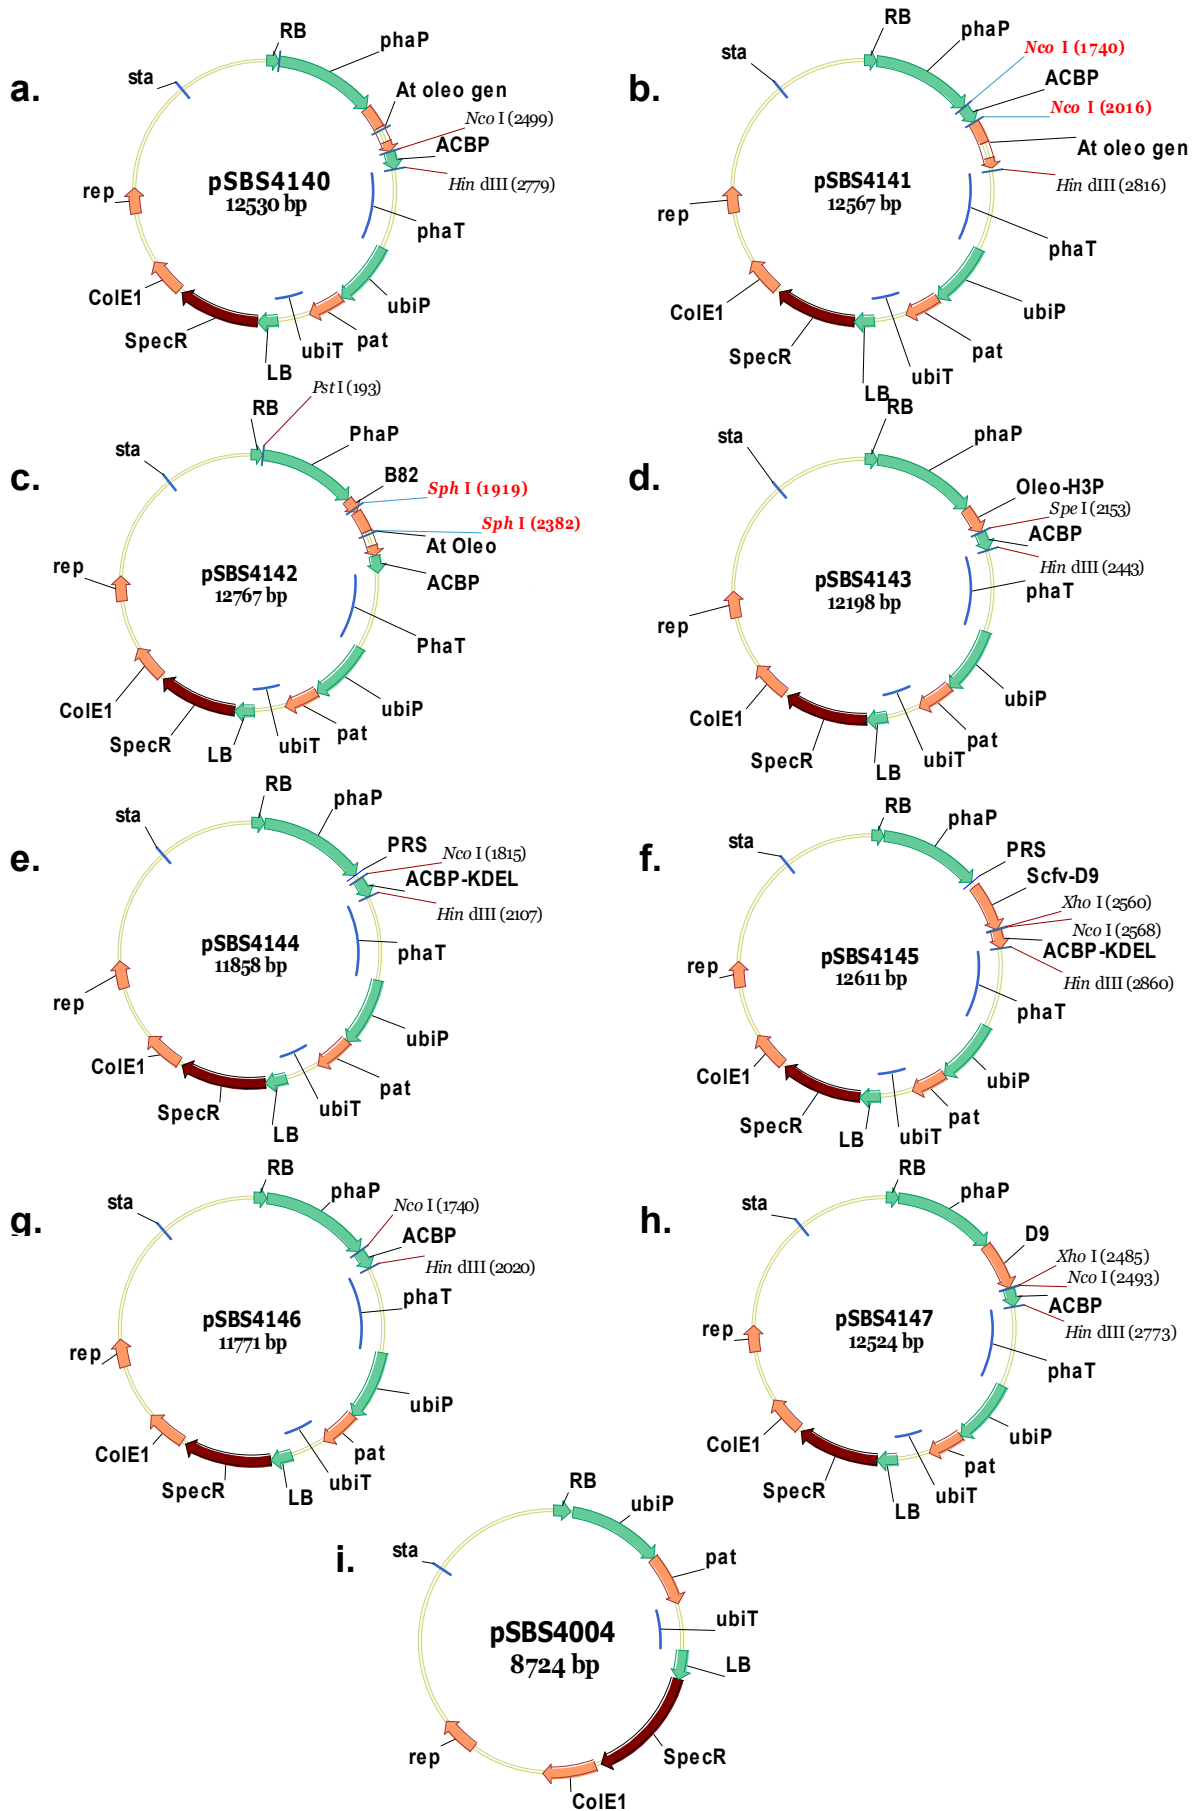 a.
RB
phaP
sta
At oleo gen
Nco I (2499)
ACBP
Hin dIII (2779)
pSBS4140
12530 bp
rep
phaT
ColE1
ubiP
SpecR
ubiT
pat
LB
b.
RB
phaP
Nco I (1740)
sta
ACBP
Nco I (2016)
At oleo gen
Hin dIII (2816)
pSBS4141
12567 bp
rep
phaT
ColE1
ubiP
SpecR
pat
ubiT
LB
c.
Pst I (193)
RB
PhaP
sta
B82
Sph I (1919)
Sph I (2382)
At Oleo
ACBP
rep
pSBS4142
12767 bp
PhaT
ColE1
ubiP
SpecR
pat
LB
ubiT
d.
RB
phaP
sta
Oleo-H3P
Spe I (2153)
ACBP
Hin dIII (2443)
pSBS4143
12198 bp
phaT
rep
ubiP
ColE1
pat
SpecR
ubiT
LB
e.
RB
phaP
sta
PRS
Nco I (1815)
ACBP-KDEL
Hin dIII (2107)
pSBS4144
11858 bp
phaT
rep
ubiP
ColE1
pat
SpecR
ubiT
LB
f.
RB
phaP
sta
PRS
Scfv-D9
Xho I (2560)
Nco I (2568)
ACBP-KDEL
pSBS4145
12611 bp
Hin dIII (2860)
rep
phaT
ColE1
ubiP
pat
SpecR
LB
ubiT
g.
RB
phaP
sta
Nco I (1740)
ACBP
Hin dIII (2020)
phaT
pSBS4146
11771 bp
rep
ubiP
ColE1
pat
SpecR
LB
ubiT
h.
RB
phaP
sta
D9
Xho I (2485)
Nco I (2493)
ACBP
pSBS4147
12524 bp
Hin dIII (2773)
rep
phaT
ColE1
ubiP
pat
SpecR
ubiT
LB
i.
RB
ubiP
sta
pat
ubiT
pSBS4004
8724 bp
LB
rep
SpecR
ColE1